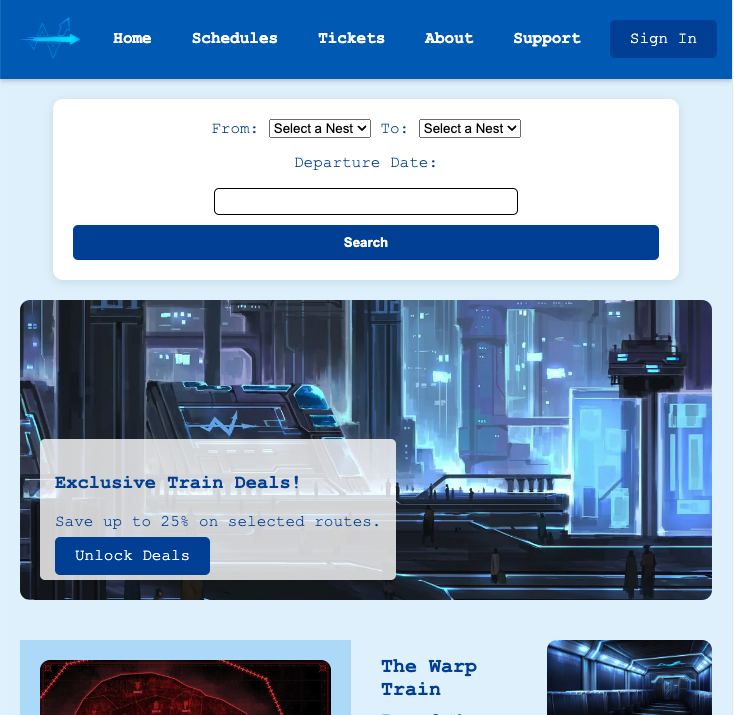 Home Schedules Tickets About Support Sign In
From: Select a Nest To: Select a Nest
Departure Date:
Search
Exclusive Train Deals!
Save up to 25% on selected routes.
Unlock Deals
The Warp
Train